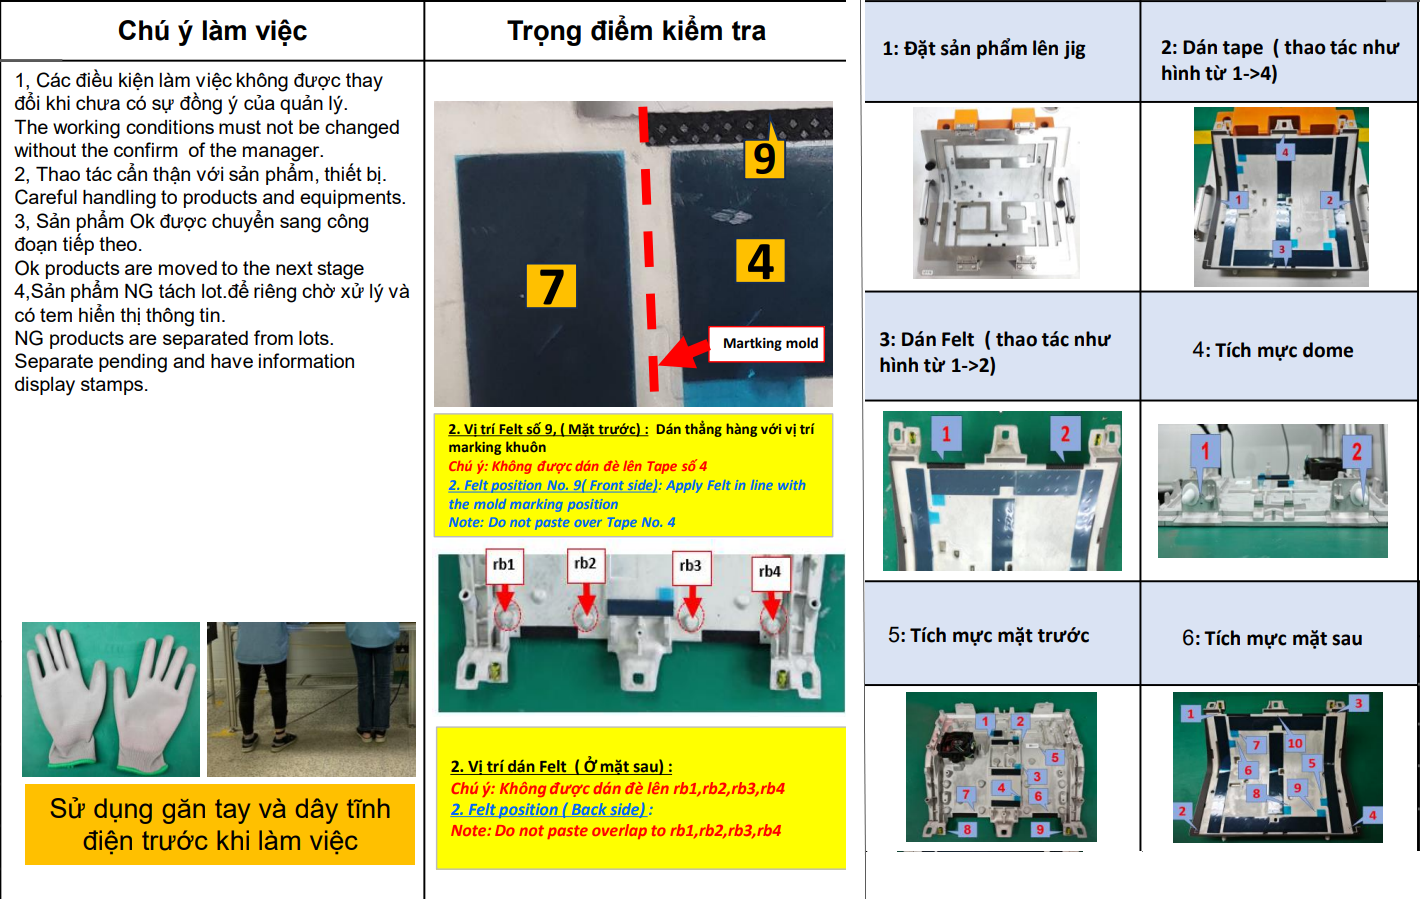 Chú ý làm việc
1, Các điều kiện làm việc không được thay
đổi khi chưa có sự đồng ý của quản lý.
The working conditions must not be changed
without the confirm of the manager.
2, Thao tác cẩn thận với sản phẩm, thiết bị.
Careful handling to products and equipments.
3, Sản phẩm Ok được chuyển sang công
đoạn tiếp theo.
Ok products are moved to the next stage
4,Sản phẩm NG tách lot.để riêng chờ xử lý và
có tem hiển thị thông tin.
NG products are separated from lots.
Separate pending and have information
display stamps.
Sử dụng găn tay và dây tĩnh
điện trước khi làm việc
Trọng điểm kiểm tra
9
7
4
Martking mold
2. Vị trí Felt số 9, ( Mặt trước) : Dán thẳng hàng với vị trí
marking khuôn
Chú ý: Không được dán đè lên Tape số 4
2. Felt position No. 9( Front side): Apply Felt in line with
the mold marking position
Note: Do not paste over Tape No. 4
rb1
rb2
rb3
rb4
2. Vị trí dán Felt ( Ở mặt sau) :
Chú ý: Không được dán đè lên rb1,rb2,rb3,rb4
2. Felt position ( Back side) :
Note: Do not paste overlap to rb1,rb2,rb3,rb4
1: Đặt sản phẩm lên jig
2: Dán tape ( thao tác như
hình từ 1->4)
4
1
2
3
3: Dán Felt ( thao tác như
hình từ 1->2)
4: Tích mực dome
1
2
1
2
5: Tích mực mặt trước
6: Tích mực mặt sau
1
2
5
3
4
6
7
8
9
1
3
7
10
6
5
8
9
2
4